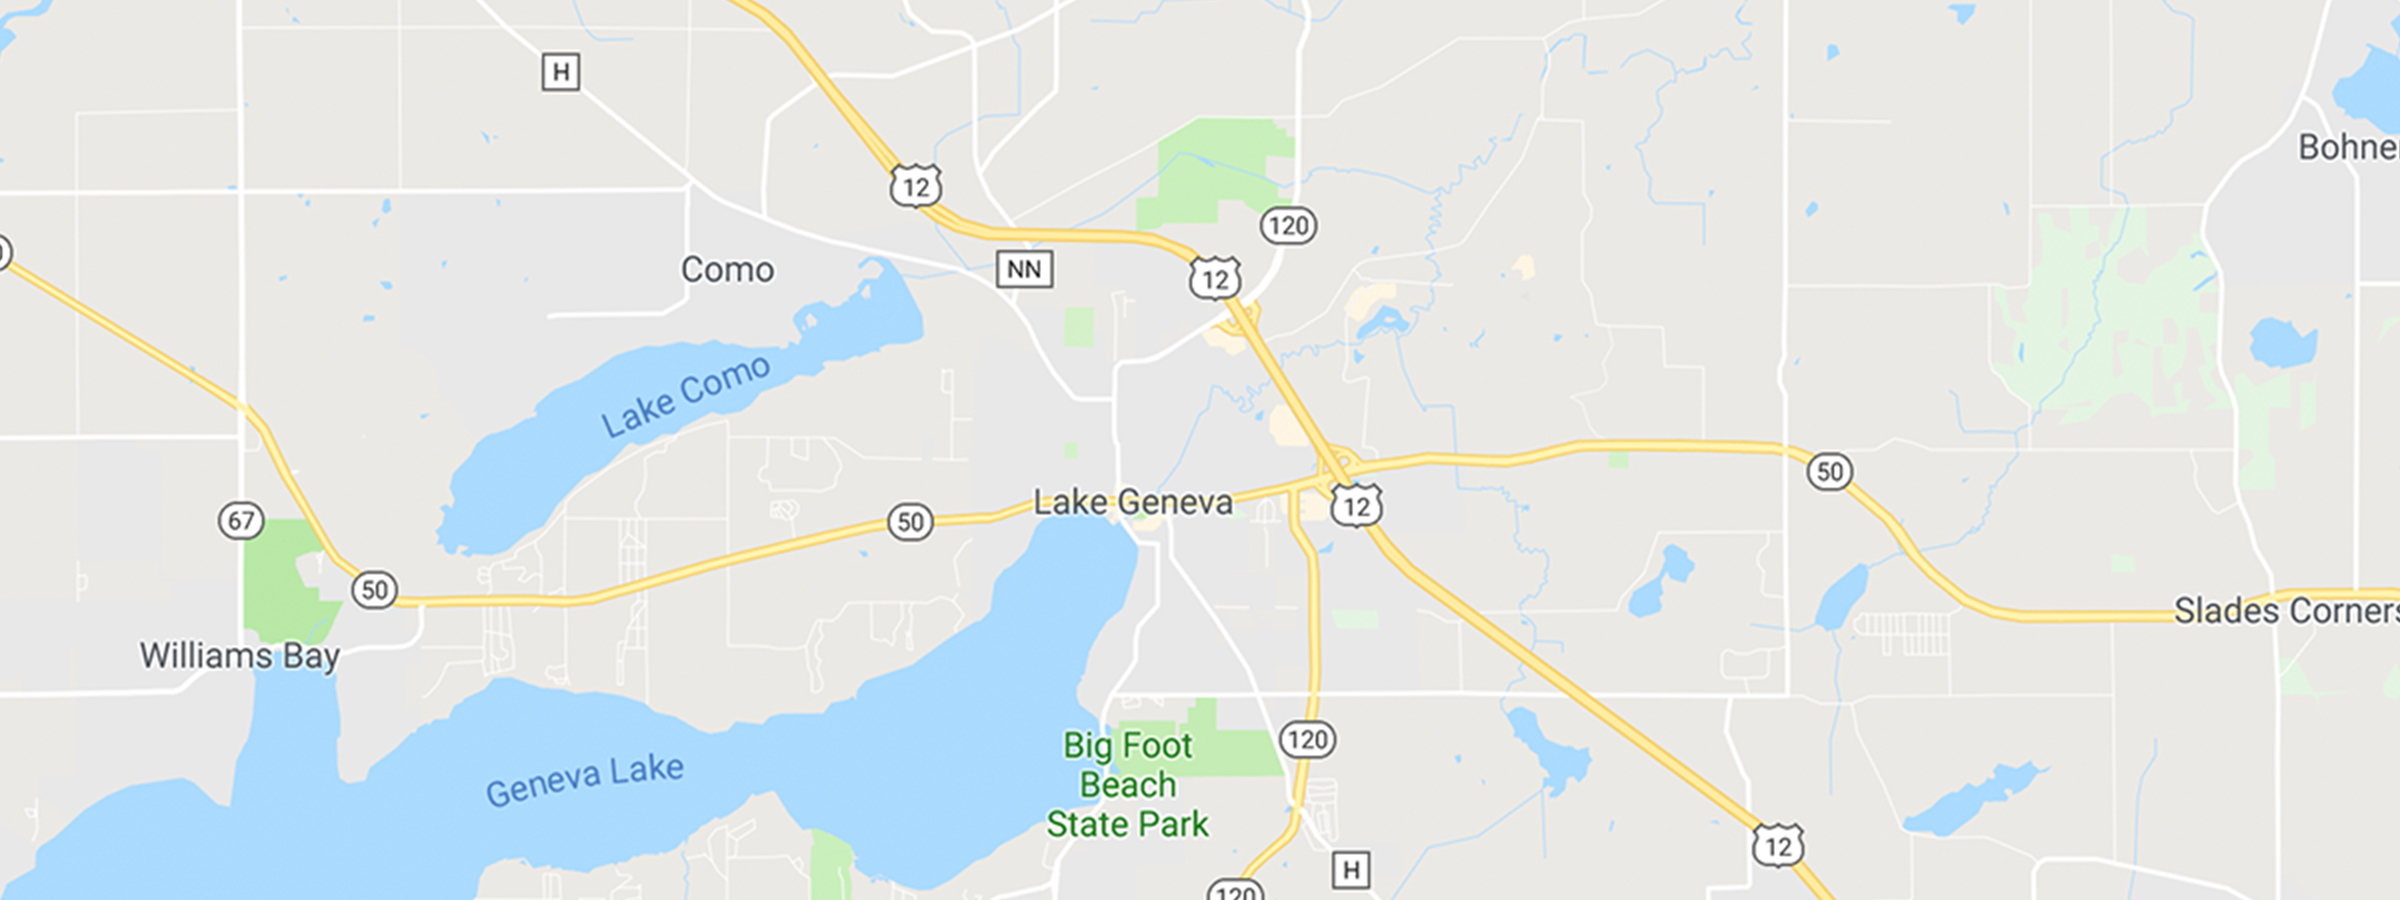 H
Bohner
12
120
Como
NN
12
Lake Como
50
Lake Geneva
12
67
50
50
Slades Corners
Williams Bay
Geneva Lake
Big Foot
Beach
State Park
120
12
H
120